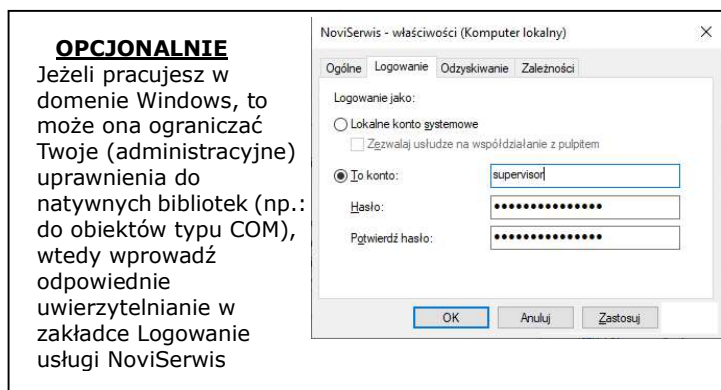 OPCJONALNIE
Jeżeli pracujesz w
domenie Windows, to
może ona ograniczać
Twoje (administracyjne)
uprawnienia do
natywnych bibliotek (np.:
do obiektów typu COM),
wtedy wprowadź
odpowiednie
uwierzytelnianie w
zakładce Logowanie
usługi NoviSerwis
NoviSerwis - właściwości (Komputer lokalny)
Ogólne Logowanie Odzyskiwanie Zależności
Logowanie jako:
Lokalne konto systemowe
Zezwalaj usłudze na współdziałanie z pulpitem
To konto: supervisor
Hasło: •••••••••••••••
Potwierdź hasło: •••••••••••••••
OK Anuluj Zastosuj